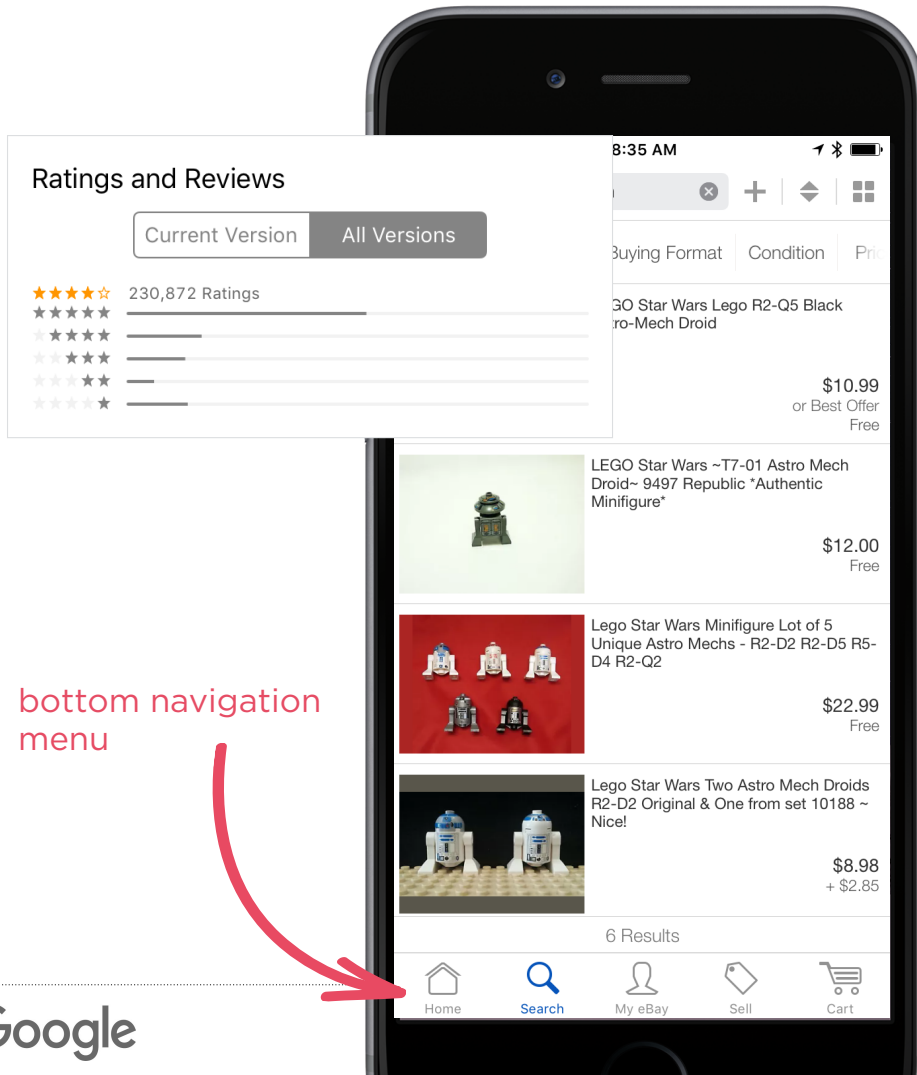 Ratings and Reviews
Current Version
All Versions
230,872 Ratings
8:35 AM
Buying Format
Condition
GO Star Wars Lego R2-Q5 Black
tro-Mech Droid
$10.99
or Best Offer
Free
LEGO Star Wars ~T7-01 Astro Mech
Droid~ 9497 Republic *Authentic
Minifigure*
$12.00
Free
Lego Star Wars Minifigure Lot of 5
Unique Astro Mechs - R2-D2 R2-D5 R5-
D4 R2-Q2
$22.99
Free
bottom navigation
menu
Lego Star Wars Two Astro Mech Droids
R2-D2 Original & One from set 10188 ~
Nice!
$8.98
+ $2.85
6 Results
Home
Search
My eBay
Sell
Cart
Google